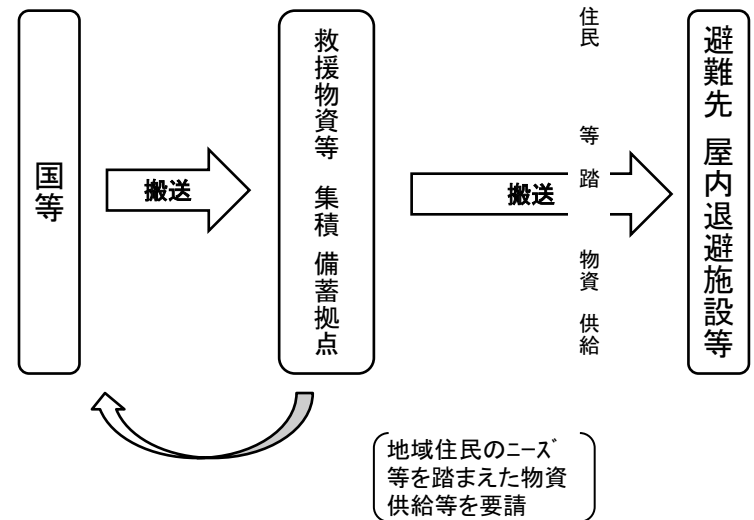 国等
搬送
救援物資等 集積 備蓄拠点
搬送
住民 等 踏 物資 供給
避難先 屋内退避施設等
地域住民のニーズ
等を踏まえた物資
供給等を要請